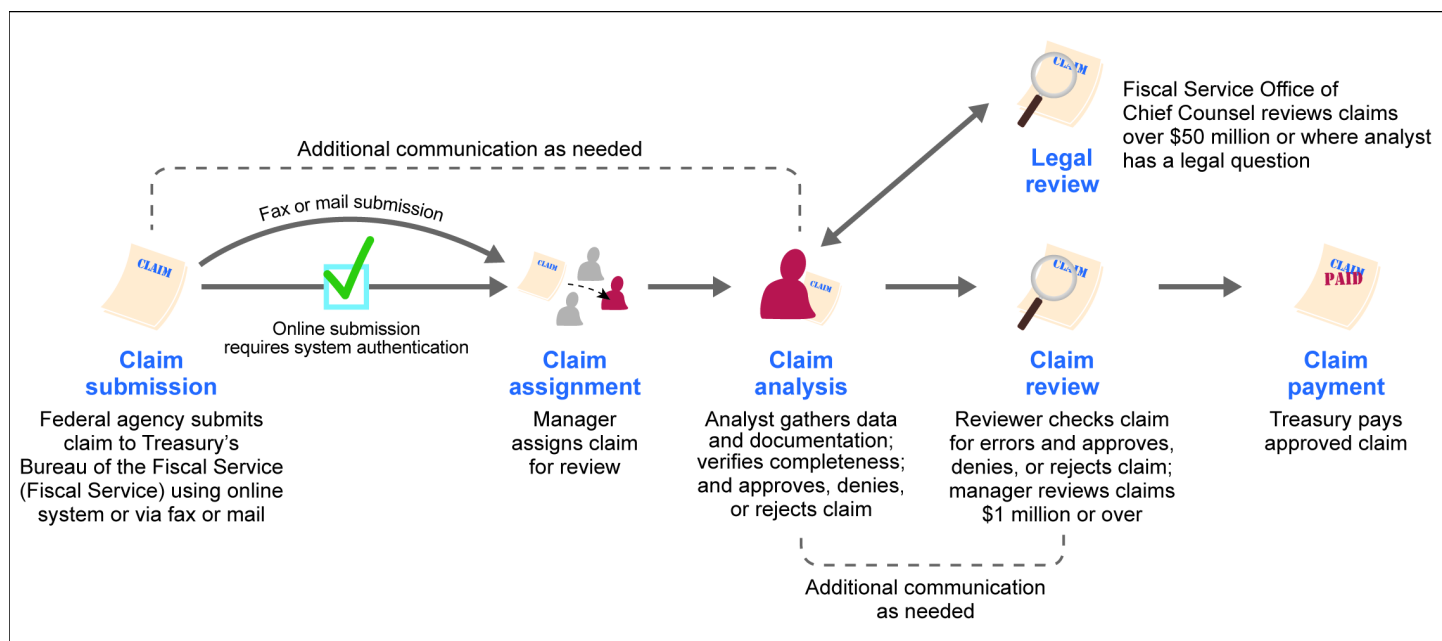 Additional communication as needed
Fax or mail submission
CLAIM
Online submission
requires system authentication
Claim
submission
Federal agency submits
claim to Treasury's
Bureau of the Fiscal Service
(Fiscal Service) using online
system or via fax or mail
CLAIM
Claim
assignment
Manager
assigns claim
for review
CLAIM
Claim
analysis
Analyst gathers data
and documentation;
verifies completeness;
and approves, denies,
or rejects claim
CLAIM
Legal
review
Fiscal Service Office of
Chief Counsel reviews claims
over $50 million or where analyst
has a legal question
CLAIM
Claim
review
Reviewer checks claim
for errors and approves,
denies, or rejects claim;
manager reviews claims
$1 million or over
Additional communication
as needed
CLAIM
PAID
Claim
payment
Treasury pays
approved claim